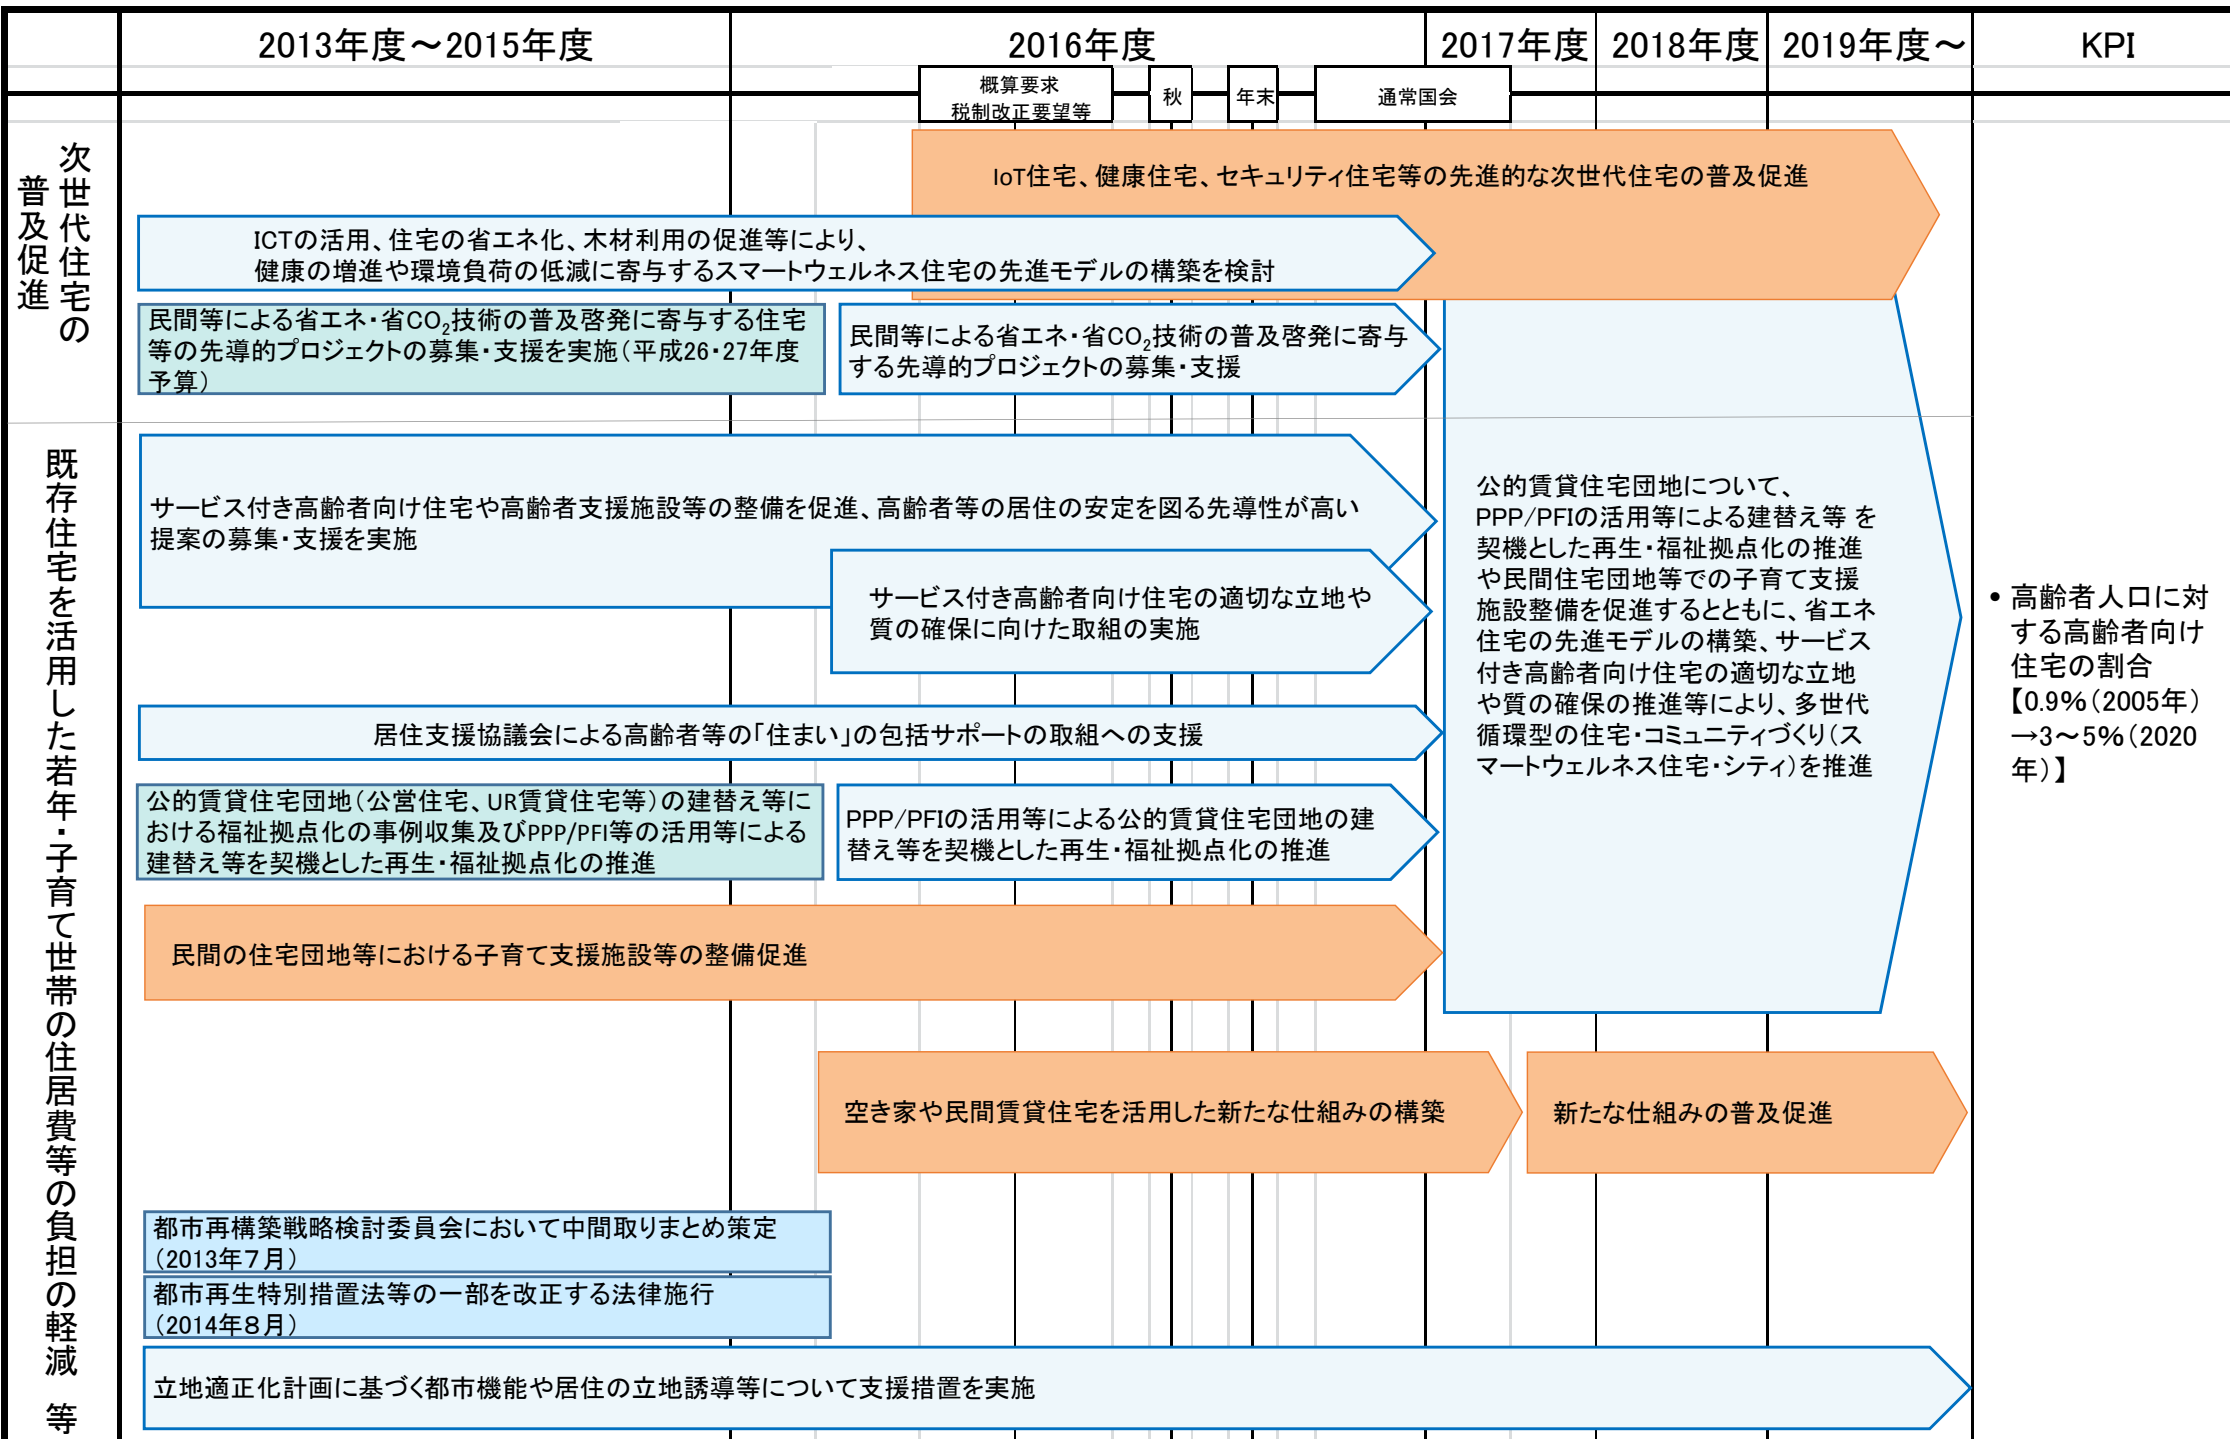 2013年度～2015年度
2016年度
2017年度
2018年度
2019年度～
KPI
概算要求
税制改正要望等
秋
年末
通常国会
次世代住宅の
普及促進
IoT住宅、健康住宅、セキュリティ住宅等の先進的な次世代住宅の普及促進
ICTの活用、住宅の省エネ化、木材利用の促進等により、
健康の増進や環境負荷の低減に寄与するスマートウェルネス住宅の先進モデルの構築を検討
民間等による省エネ・省CO₂技術の普及啓発に寄与する住宅
等の先導的プロジェクトの募集・支援を実施（平成26・27年度
予算）
民間等による省エネ・省CO₂技術の普及啓発に寄与
する先導的プロジェクトの募集・支援
既存住宅を活用した若年・子育て世帯の住居費等の負担の軽減 等
サービス付き高齢者向け住宅や高齢者支援施設等の整備を促進、高齢者等の居住の安定を図る先導性が高い
提案の募集・支援を実施
サービス付き高齢者向け住宅の適切な立地や
質の確保に向けた取組の実施
居住支援協議会による高齢者等の「住まい」の包括サポートの取組への支援
公的賃貸住宅団地（公営住宅、UR賃貸住宅等）の建替え等に
おける福祉拠点化の事例収集及びPPP/PFI等の活用等による
建替え等を契機とした再生・福祉拠点化の推進
PPP/PFIの活用等による公的賃貸住宅団地の建
替え等を契機とした再生・福祉拠点化の推進
公的賃貸住宅団地について、
PPP/PFIの活用等による建替え等 を
契機とした再生・福祉拠点化の推進
や民間住宅団地等での子育て支援
施設整備を促進するとともに、省エネ
住宅の先進モデルの構築、サービス
付き高齢者向け住宅の適切な立地
や質の確保の推進等により、多世代
循環型の住宅・コミュニティづくり（ス
マートウェルネス住宅・シティ）を推進
• 高齢者人口に対
する高齢者向け
住宅の割合
【0.9%（2005年）
→3～5%（2020
年）】
民間の住宅団地等における子育て支援施設等の整備促進
空き家や民間賃貸住宅を活用した新たな仕組みの構築
新たな仕組みの普及促進
都市再構築戦略検討委員会において中間取りまとめ策定
（2013年７月）
都市再生特別措置法等の一部を改正する法律施行
（2014年８月）
立地適正化計画に基づく都市機能や居住の立地誘導等について支援措置を実施